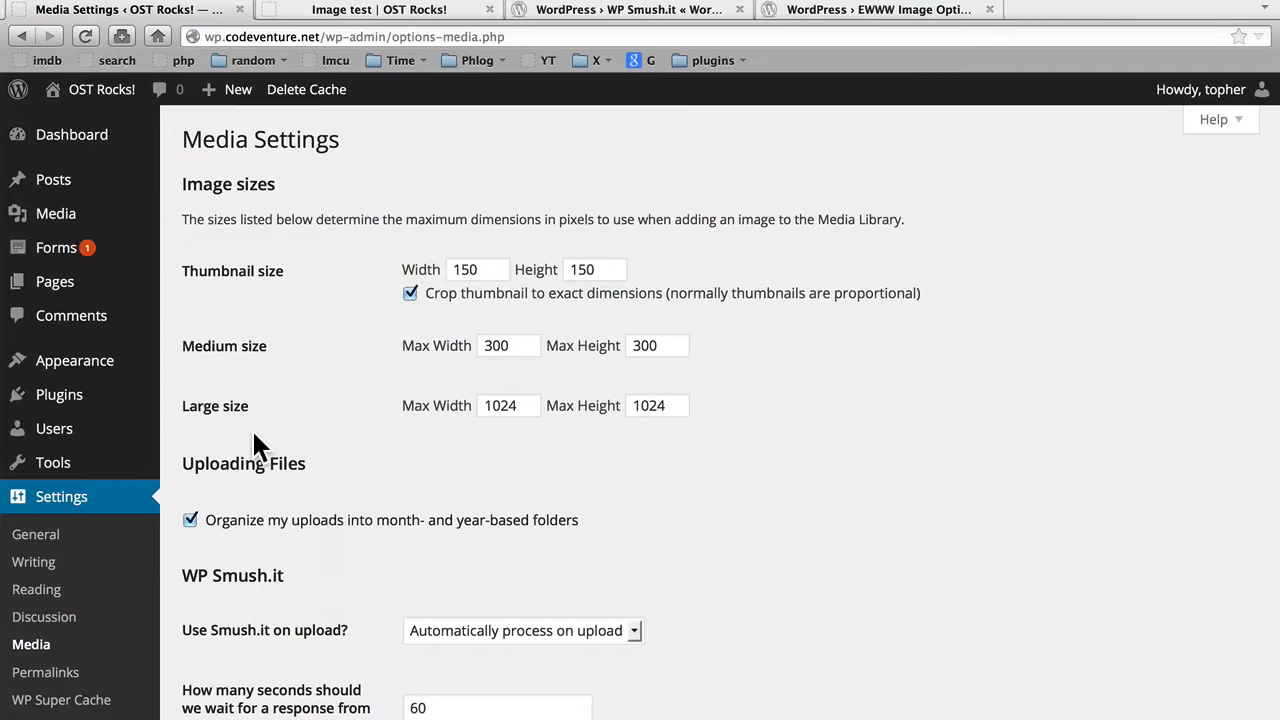 Media Settings ‹ OST Rocks! — ...
Image test | OST Rocks!
WordPress › WP Smush.it « Wor...
WordPress › EWWW Image Opti...
wp.codeventure.net/wp-admin/options-media.php
imdb search php random Imcu Time Phlog YT X G plugins
OST Rocks! 0 New Delete Cache Howdy, topher
Help
Dashboard
Posts
Media
Forms 1
Pages
Comments
Appearance
Plugins
Users
Tools
Settings
General
Writing
Reading
Discussion
Media
Permalinks
WP Super Cache
Media Settings
Image sizes
The sizes listed below determine the maximum dimensions in pixels to use when adding an image to the Media Library.
Thumbnail size Width 150 Height 150
Crop thumbnail to exact dimensions (normally thumbnails are proportional)
Medium size Max Width 300 Max Height 300
Large size Max Width 1024 Max Height 1024
Uploading Files
Organize my uploads into month- and year-based folders
WP Smush.it
Use Smush.it on upload? Automatically process on upload
How many seconds should
we wait for a response from 60